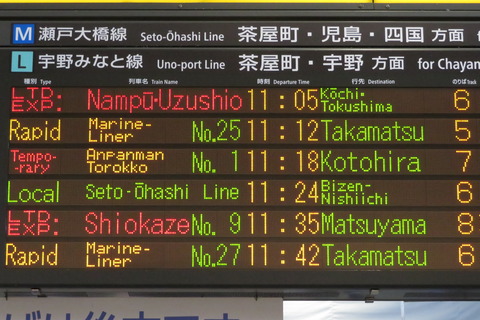 M 瀬戸大橋線 Seto-Ōhashi Line 茶屋町・児島・四国 方面
L 宇野みなと線 Uno-port Line 茶屋町・宇野 方面 for Chayam
種別 Type 列車名 Train Name 時刻 Departure Time 行先 Destination のりば Track
LTD. EXP. Nampū・Uzushio 11:05 Kōchi・Tokushima 6
Rapid Marine-Liner No.25 11:12 Takamatsu 5
Tempo-rary Anpanman Torokko No. 1 11:18 Kotohira 7
Local Seto-ōhashi Line 11:24 Bizen-Nishiichi 6
LTD. EXP. Shiokaze No. 9 11:35 Matsuyama 8
Rapid Marine-Liner No.27 11:42 Takamatsu 6